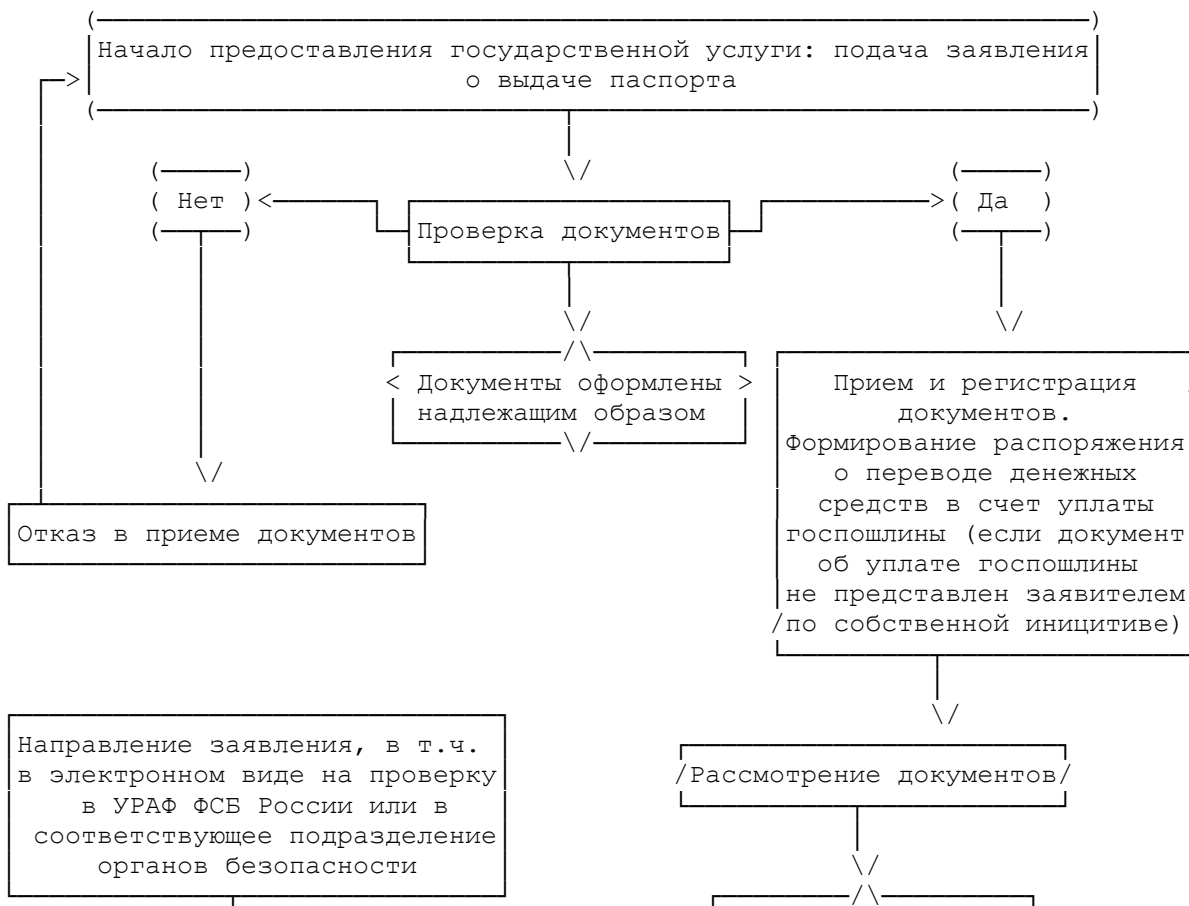 Начало предоставления государственной услуги: подача заявления
о выдаче паспорта
Нет
Да
Проверка документов
Документы оформлены
надлежащим образом
Прием и регистрация
документов.
Формирование распоряжения
о переводе денежных
средств в счет уплаты
госпошлины (если документ
об уплате госпошлины
не представлен заявителем
по собственной иницитиве)
Отказ в приеме документов
Направление заявления, в т.ч.
в электронном виде на проверку
в УРАФ ФСБ России или в
соответствующее подразделение
органов безопасности
Рассмотрение документов